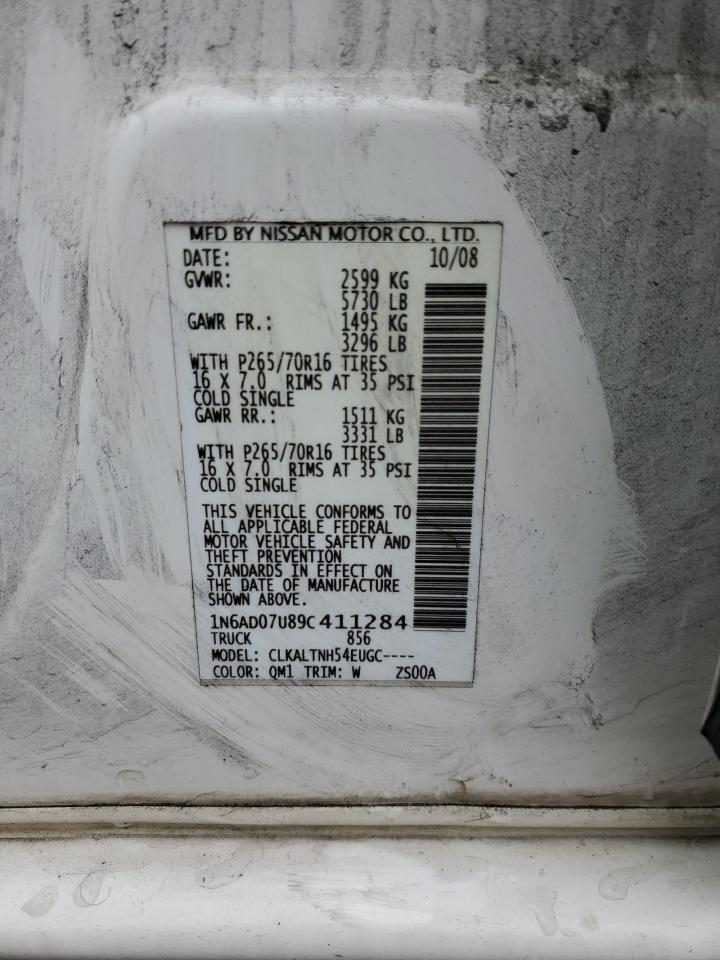 MFD BY NISSAN MOTOR CO., LTD.
DATE: 10/08
GVWR: 2599 KG
5730 LB
GAWR FR.: 1495 KG
3296 LB
WITH P265/70R16 TIRES
16 X 7.0 RIMS AT 35 PSI
COLD SINGLE
GAWR RR.: 1511 KG
3331 LB
WITH P265/70R16 TIRES
16 X 7.0 RIMS AT 35 PSI
COLD SINGLE
THIS VEHICLE CONFORMS TO
ALL APPLICABLE FEDERAL
MOTOR VEHICLE SAFETY AND
THEFT PREVENTION
STANDARDS IN EFFECT ON
THE DATE OF MANUFACTURE
SHOWN ABOVE.
1N6AD07U89C411284
TRUCK 856
MODEL: CLKALTNH54EUGC----
COLOR: QM1 TRIM: W ZS00A